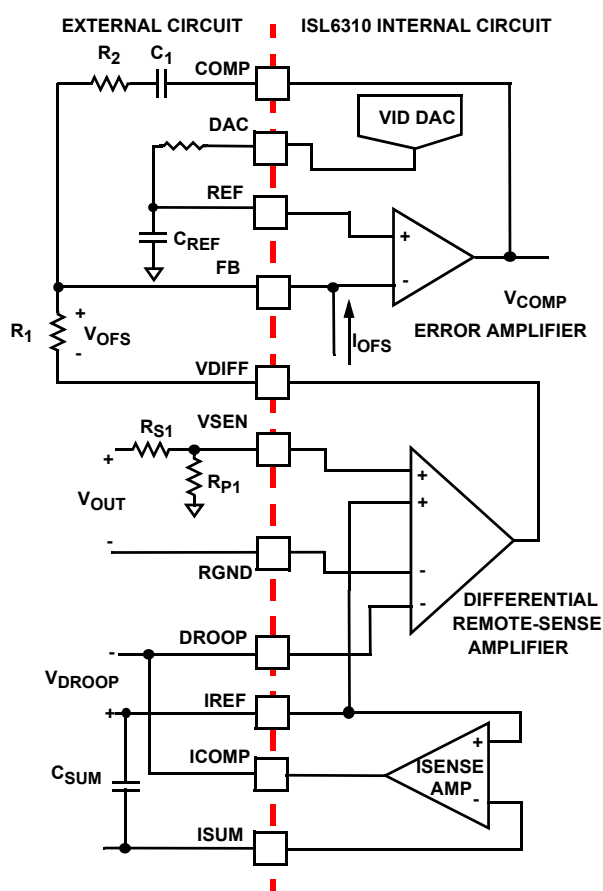 EXTERNAL CIRCUIT
ISL6310 INTERNAL CIRCUIT
R2
C1
COMP
VID DAC
DAC
REF
+
CREF
-
FB
VCOMP
R1
+
VOFS
-
IOFS
ERROR AMPLIFIER
VDIFF
VSEN
RS1
+
+
RP1
VOUT
+
-
-
RGND
-
DIFFERENTIAL
REMOTE-SENSE
AMPLIFIER
DROOP
-
VDROOP
IREF
+
+
ICOMP
CSUM
ISENSE
AMP
-
ISUM